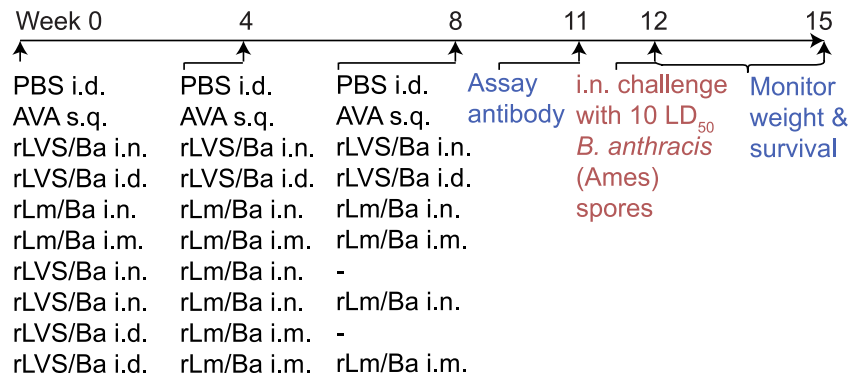 Week 0 4 8 11 12 15
PBS i.d. PBS i.d. PBS i.d. Assay i.n. challenge Monitor
AVA s.q. AVA s.q. AVA s.q. antibody with 10 LD50 weight &
rLVS/Ba i.n. rLVS/Ba i.n. rLVS/Ba i.n. B. anthracis survival
rLVS/Ba i.d. rLVS/Ba i.d. rLVS/Ba i.d. (Ames)
rLm/Ba i.n. rLm/Ba i.n. rLm/Ba i.n. spores
rLm/Ba i.m. rLm/Ba i.m. rLm/Ba i.m.
rLVS/Ba i.n. rLm/Ba i.n. -
rLVS/Ba i.n. rLm/Ba i.n. rLm/Ba i.n.
rLVS/Ba i.d. rLm/Ba i.m. -
rLVS/Ba i.d. rLm/Ba i.m. rLm/Ba i.m.